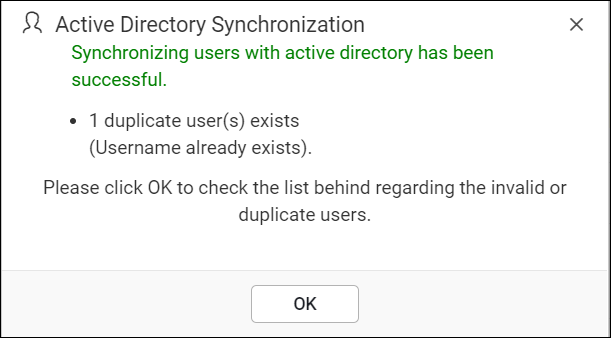 Active Directory Synchronization
Synchronizing users with active directory has been
successful.
• 1 duplicate user(s) exists
(Username already exists).
Please click OK to check the list behind regarding the invalid or
duplicate users.
OK